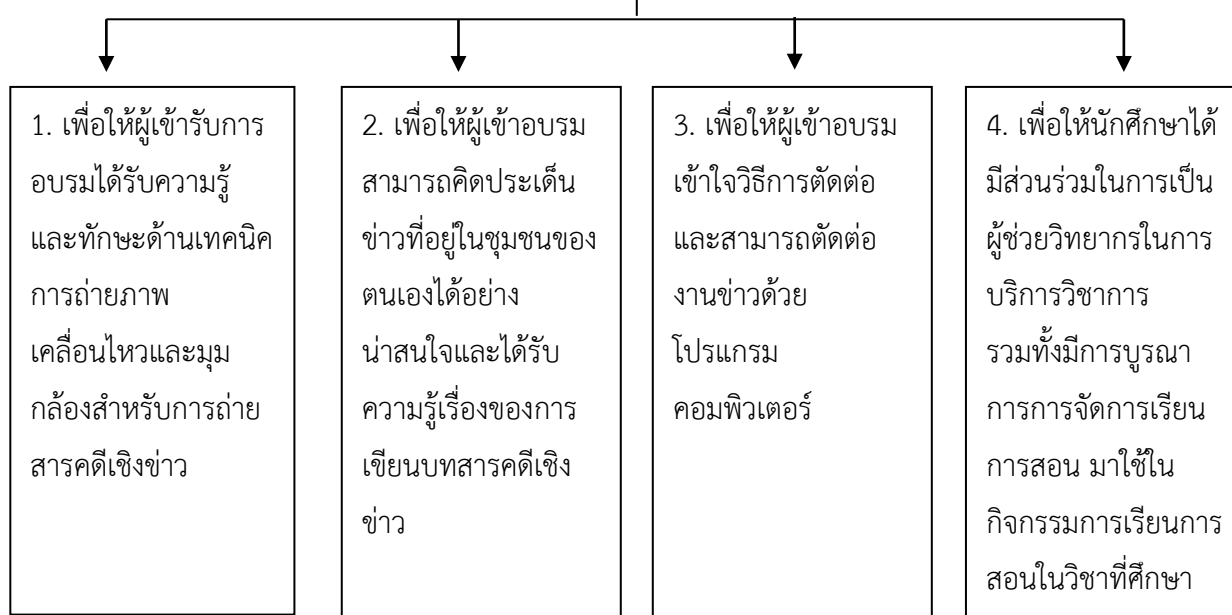 1. เพื่อให้ผู้เข้ารับการ
อบรมได้รับความรู้
และทักษะด้านเทคนิค
การถ่ายภาพ
เคลื่อนไหวและมุม
กล้องสำหรับการถ่าย
สารคดีเชิงข่าว
2. เพื่อให้ผู้เข้าอบรม
สามารถคิดประเด็น
ข่าวที่อยู่ในชุมชนของ
ตนเองได้อย่าง
น่าสนใจและได้รับ
ความรู้เรื่องของการ
เขียนบทสารคดีเชิง
ข่าว
3. เพื่อให้ผู้เข้าอบรม
เข้าใจวิธีการตัดต่อ
และสามารถตัดต่อ
งานข่าวด้วย
โปรแกรม
คอมพิวเตอร์
4. เพื่อให้นักศึกษาได้
มีส่วนร่วมในการเป็น
ผู้ช่วยวิทยากรในการ
บริการวิชาการ
รวมทั้งมีการบูรณา
การการจัดการเรียน
การสอน มาใช้ใน
กิจกรรมการเรียนการ
สอนในวิชาที่ศึกษา